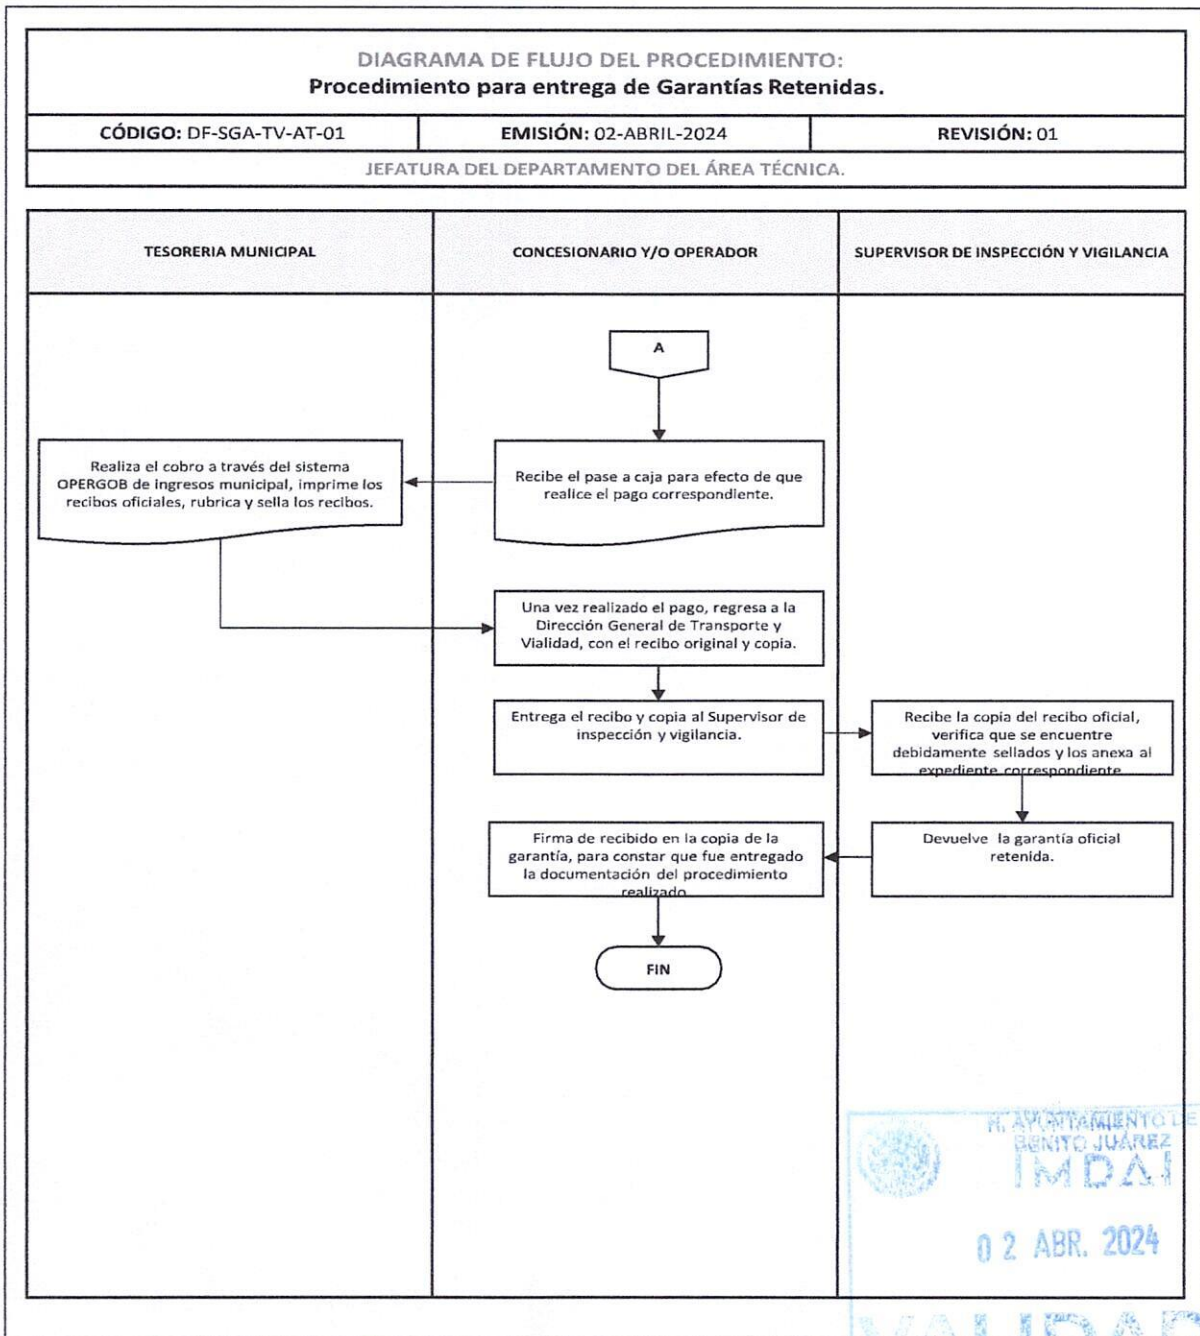 DIAGRAMA DE FLUJO DEL PROCEDIMIENTO:
Procedimiento para entrega de Garantías Retenidas.
CÓDIGO: DF-SGA-TV-AT-01
EMISIÓN: 02-ABRIL-2024
REVISIÓN: 01
JEFATURA DEL DEPARTAMENTO DEL ÁREA TÉCNICA.
TESORERIA MUNICIPAL
CONCESIONARIO Y/O OPERADOR
SUPERVISOR DE INSPECCIÓN Y VIGILANCIA
A
Recibe el pase a caja para efecto de que
realice el pago correspondiente.
Realiza el cobro a través del sistema
OPERGOB de ingresos municipal, imprime los
recibos oficiales, rubrica y sella los recibos.
Una vez realizado el pago, regresa a la
Dirección General de Transporte y
Vialidad, con el recibo original y copia.
Entrega el recibo y copia al Supervisor de
inspección y vigilancia.
Recibe la copia del recibo oficial,
verifica que se encuentre
debidamente sellados y los anexa al
expediente correspondiente
Devuelve la garantía oficial
retenida.
Firma de recibido en la copia de la
garantía, para constar que fue entregado
la documentación del procedimiento
realizado
FIN
H. AYUNTAMIENTO DE
BENITO JUÁREZ
IMDAI
02 ABR. 2024
VALIDAD